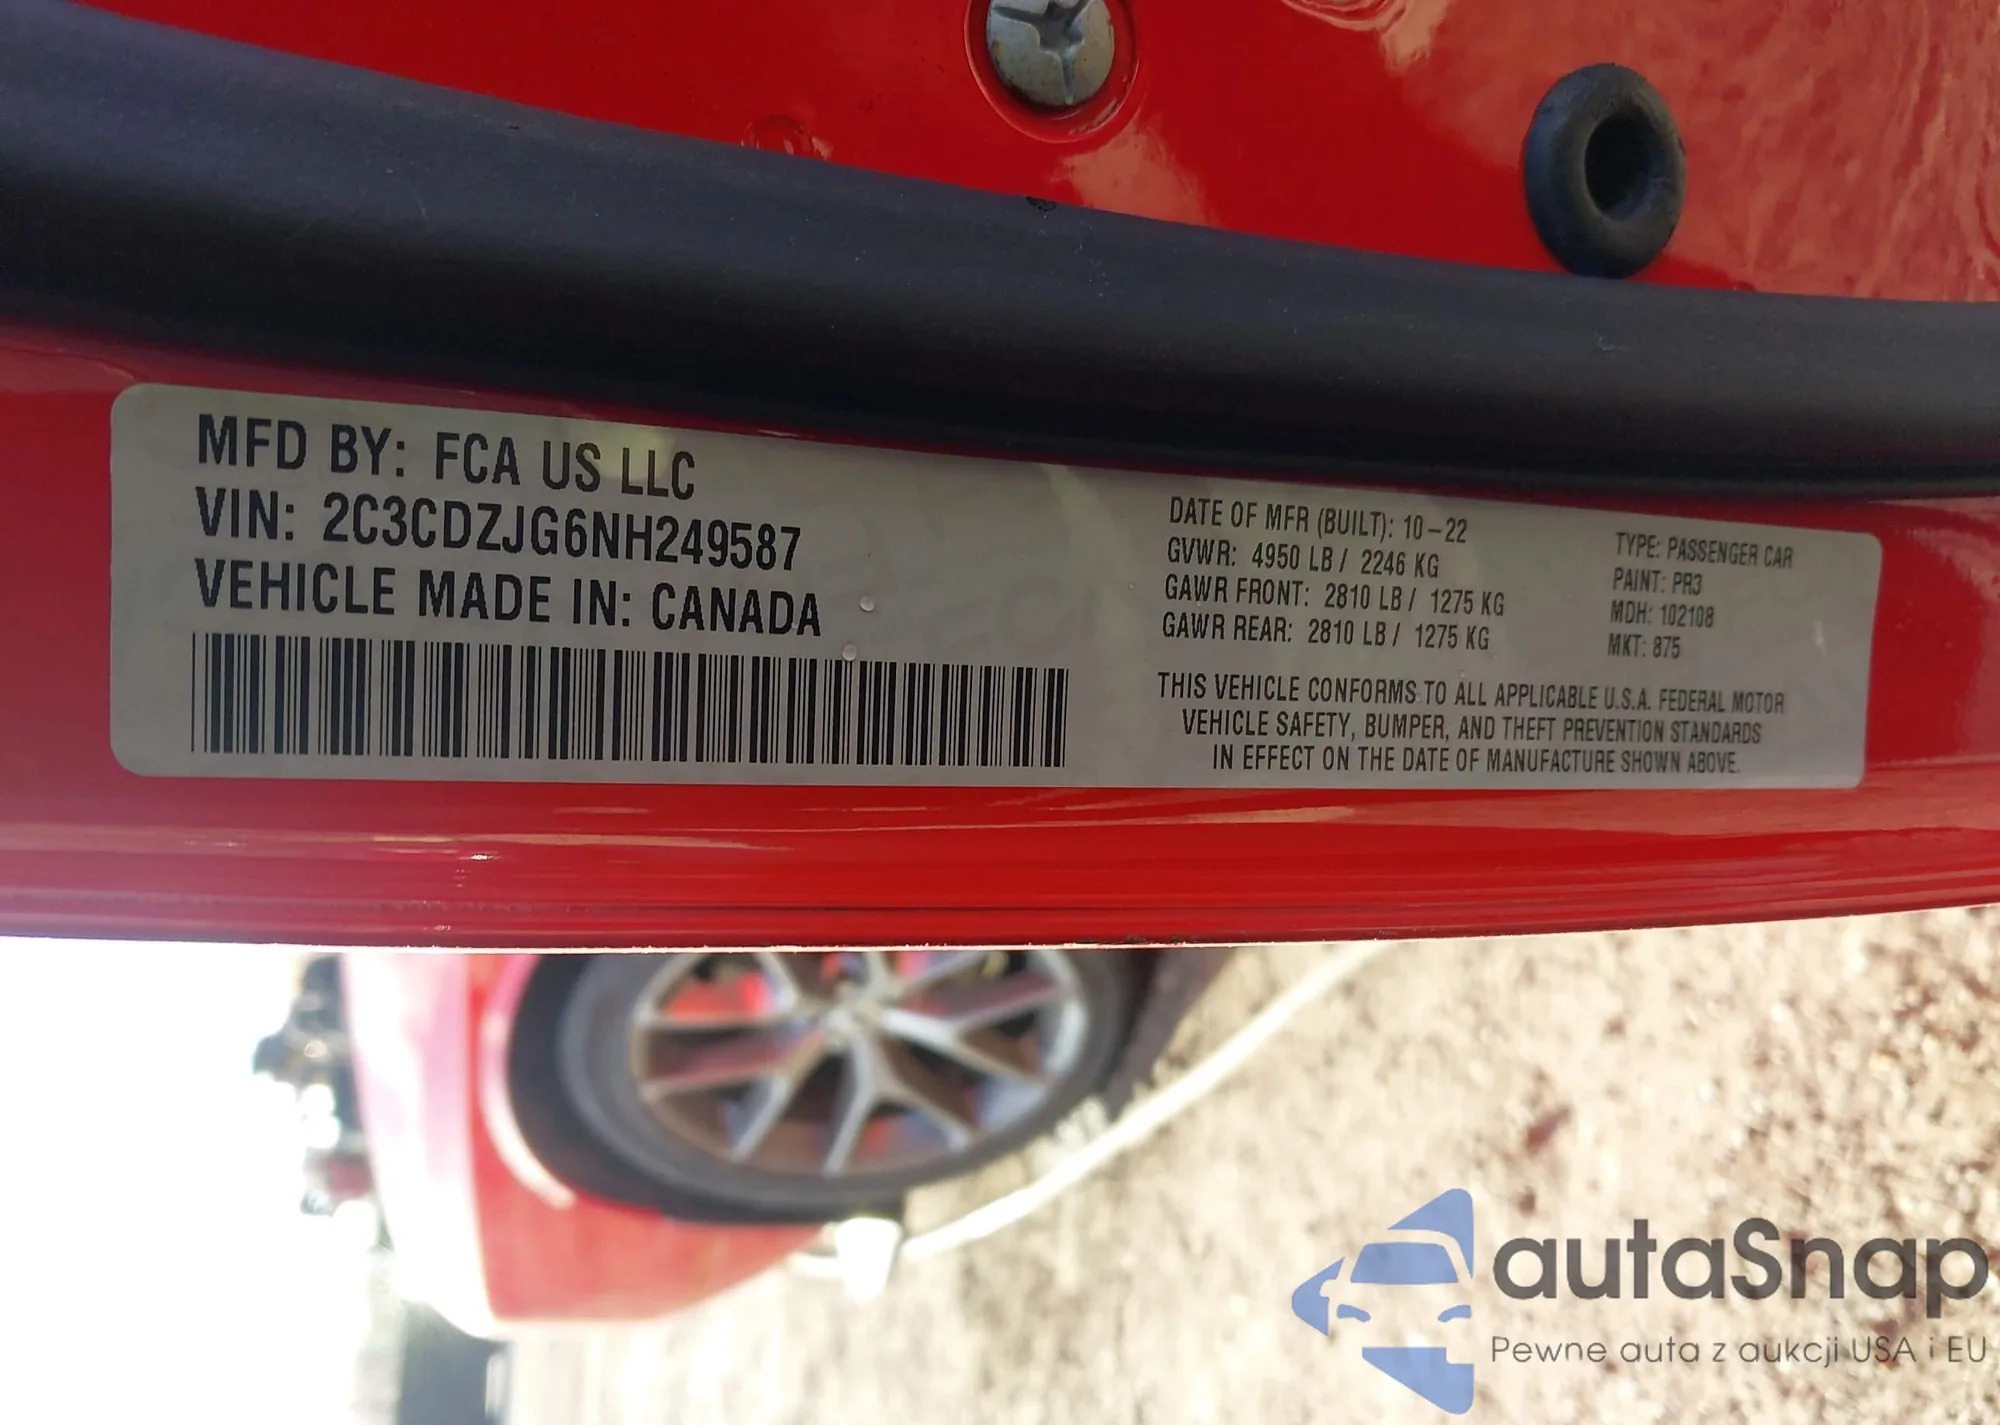 MFD BY: FCA US LLC
VIN: 2C3CDZJG6NH249587
VEHICLE MADE IN: CANADA
DATE OF MFR (BUILT): 10-22
GVWR: 4950 LB / 2246 KG
GAWR FRONT: 2810 LB / 1275 KG
GAWR REAR: 2810 LB / 1275 KG
TYPE: PASSENGER CAR
PAINT: PR3
MDH: 102108
MKT: 875
THIS VEHICLE CONFORMS TO ALL APPLICABLE U.S.A. FEDERAL MOTOR
VEHICLE SAFETY, BUMPER, AND THEFT PREVENTION STANDARDS
IN EFFECT ON THE DATE OF MANUFACTURE SHOWN ABOVE.
autaSnap
Pewne auta z aukcji USA i EU